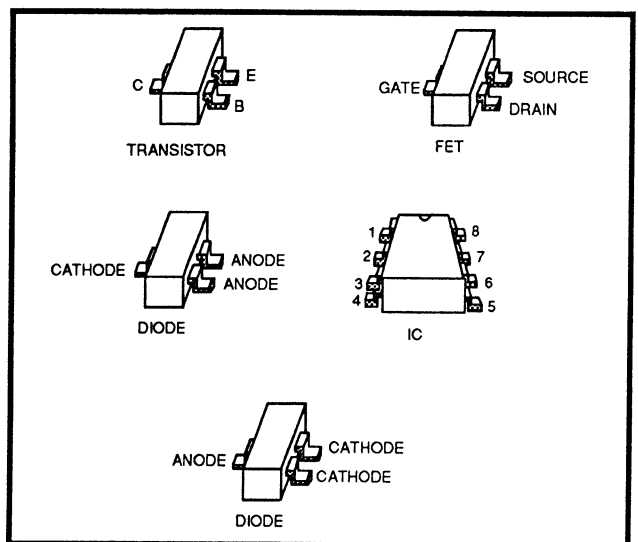 C
E
B
TRANSISTOR
GATE
SOURCE
DRAIN
FET
CATHODE
ANODE
ANODE
DIODE
1
2
3
4
8
7
6
5
IC
ANODE
CATHODE
CATHODE
DIODE